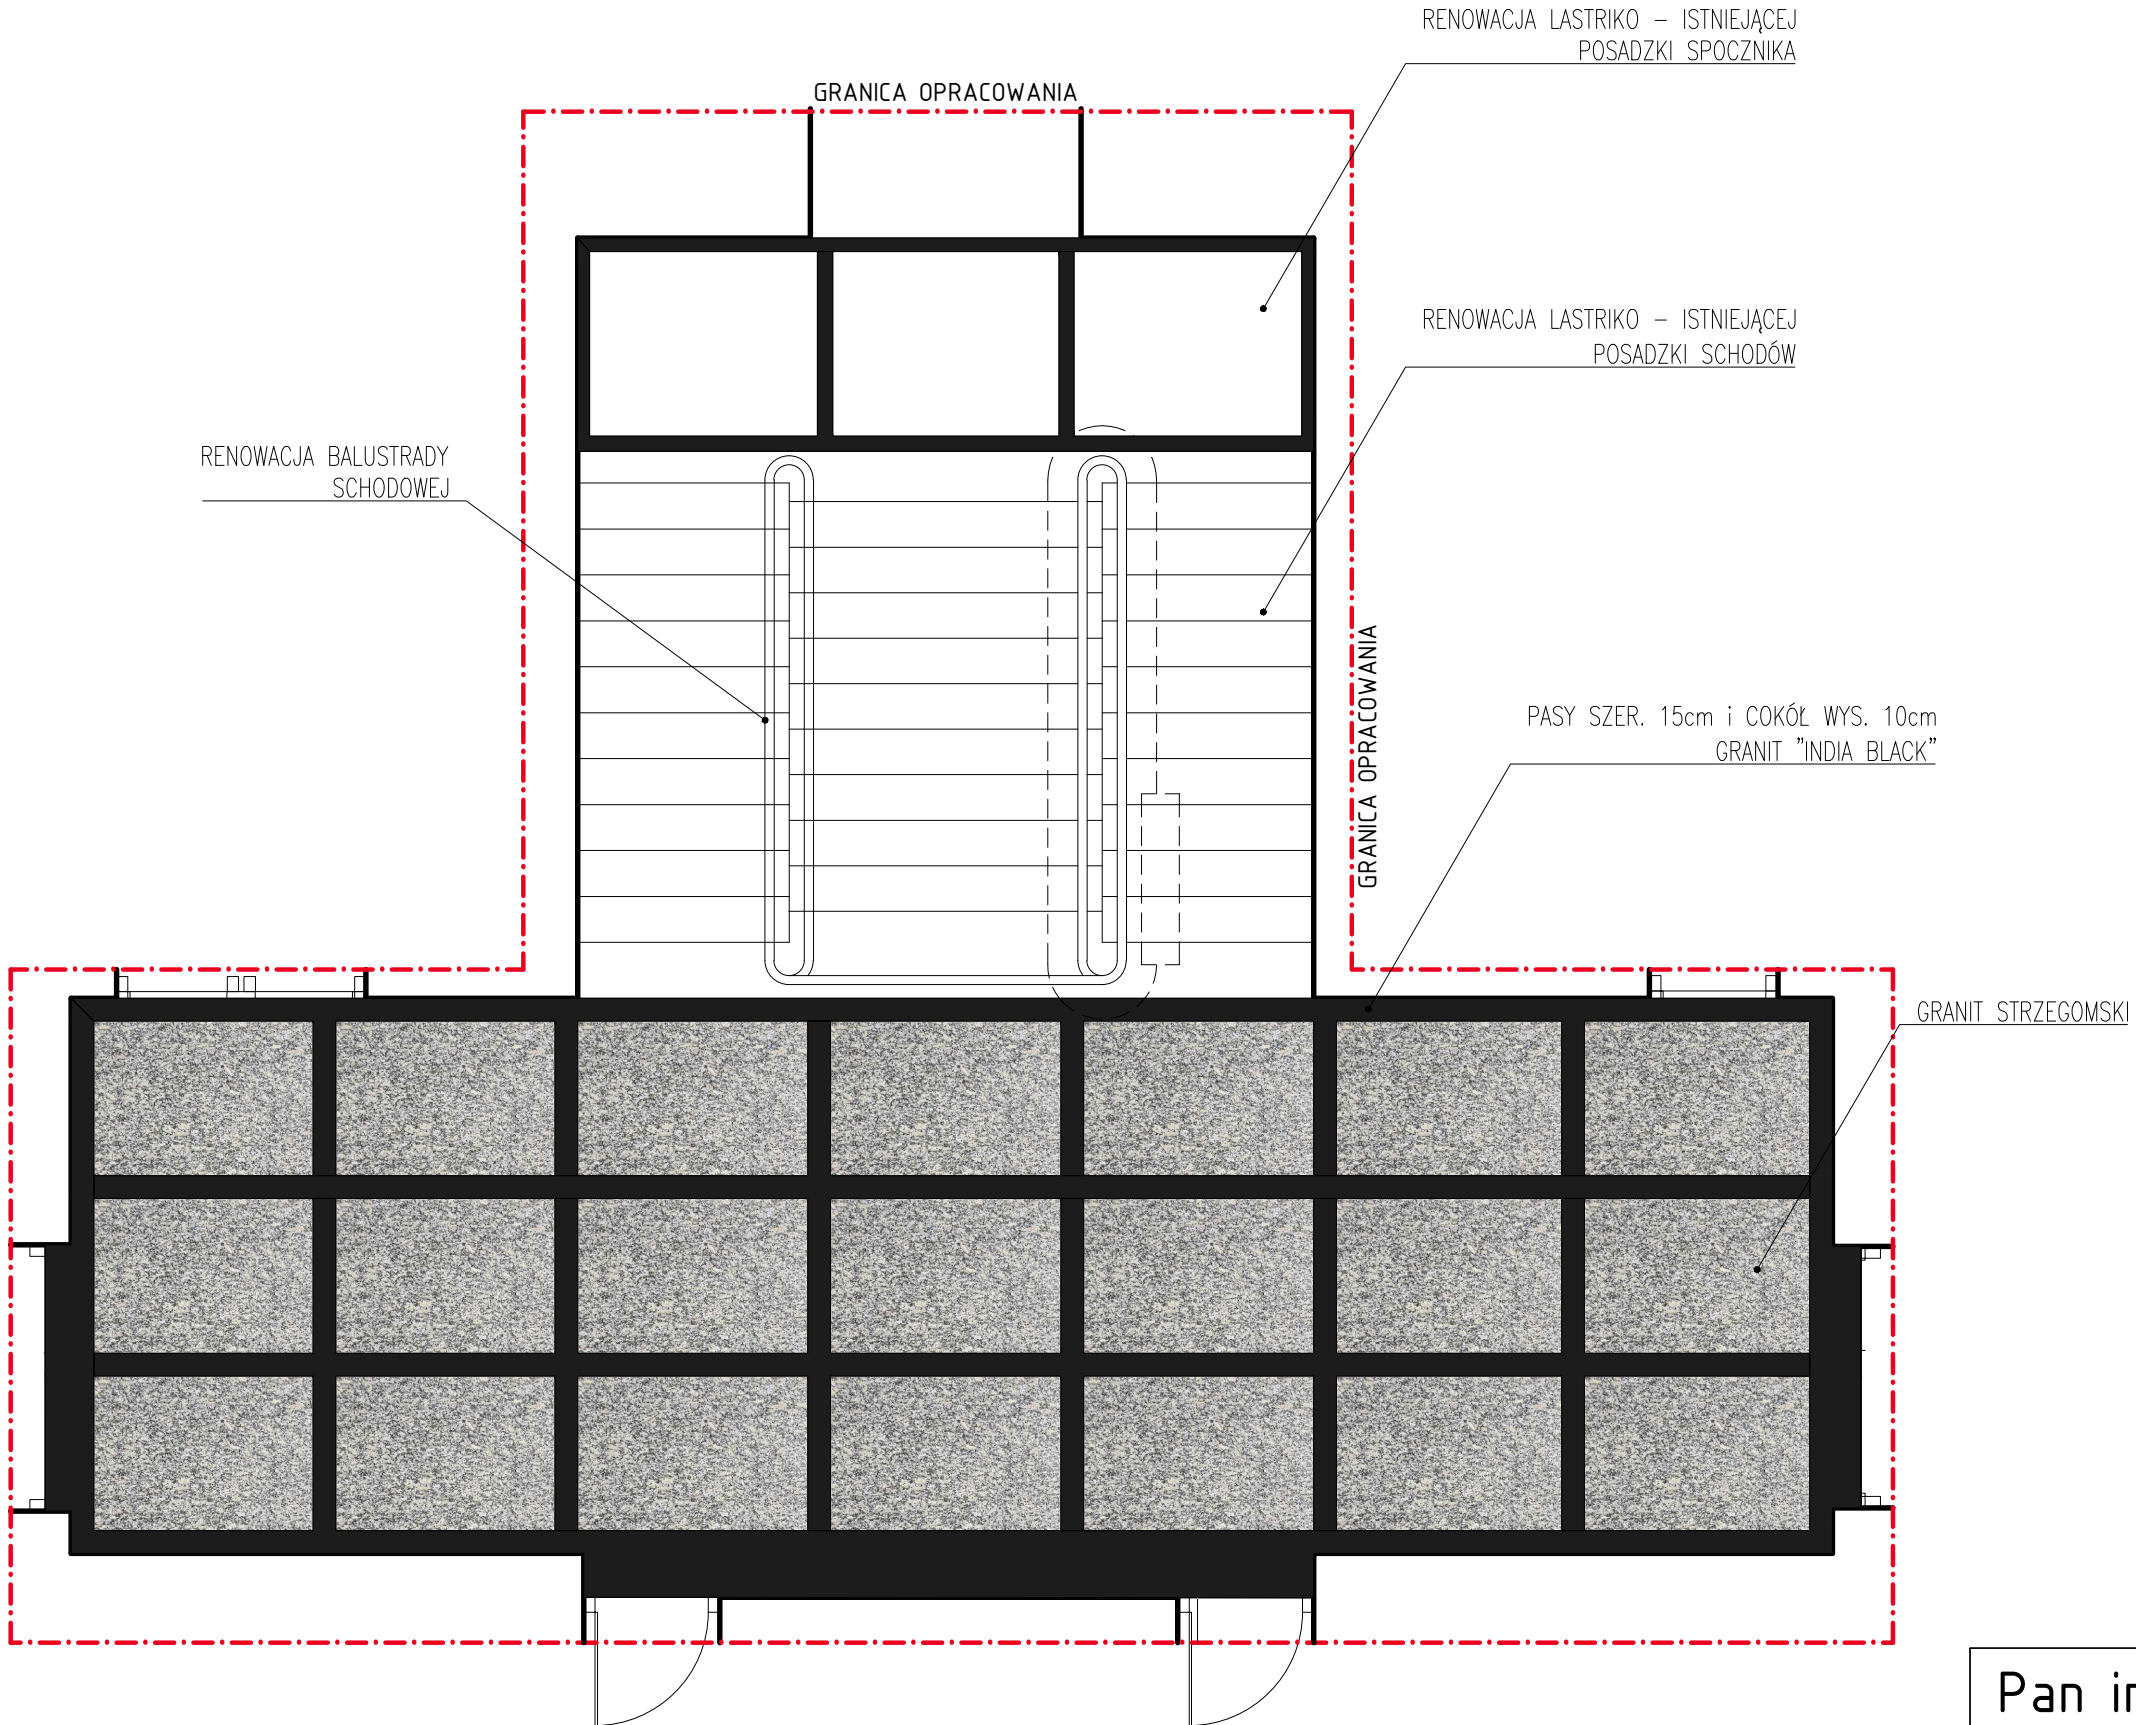 RENOWACJA LASTRIKO – ISTNIEJĄCEJ
POSADZKI SPOCZNIKA
GRANICA OPRACOWANIA
RENOWACJA LASTRIKO – ISTNIEJĄCEJ
POSADZKI SCHODÓW
RENOWACJA BALUSTRADY
SCHODOWEJ
GRANICA OPRACOWANIA
PASY SZER. 15cm i COKÓŁ WYS. 10cm
GRANIT "INDIA BLACK"
GRANIT STRZEGOMSKI
Pan